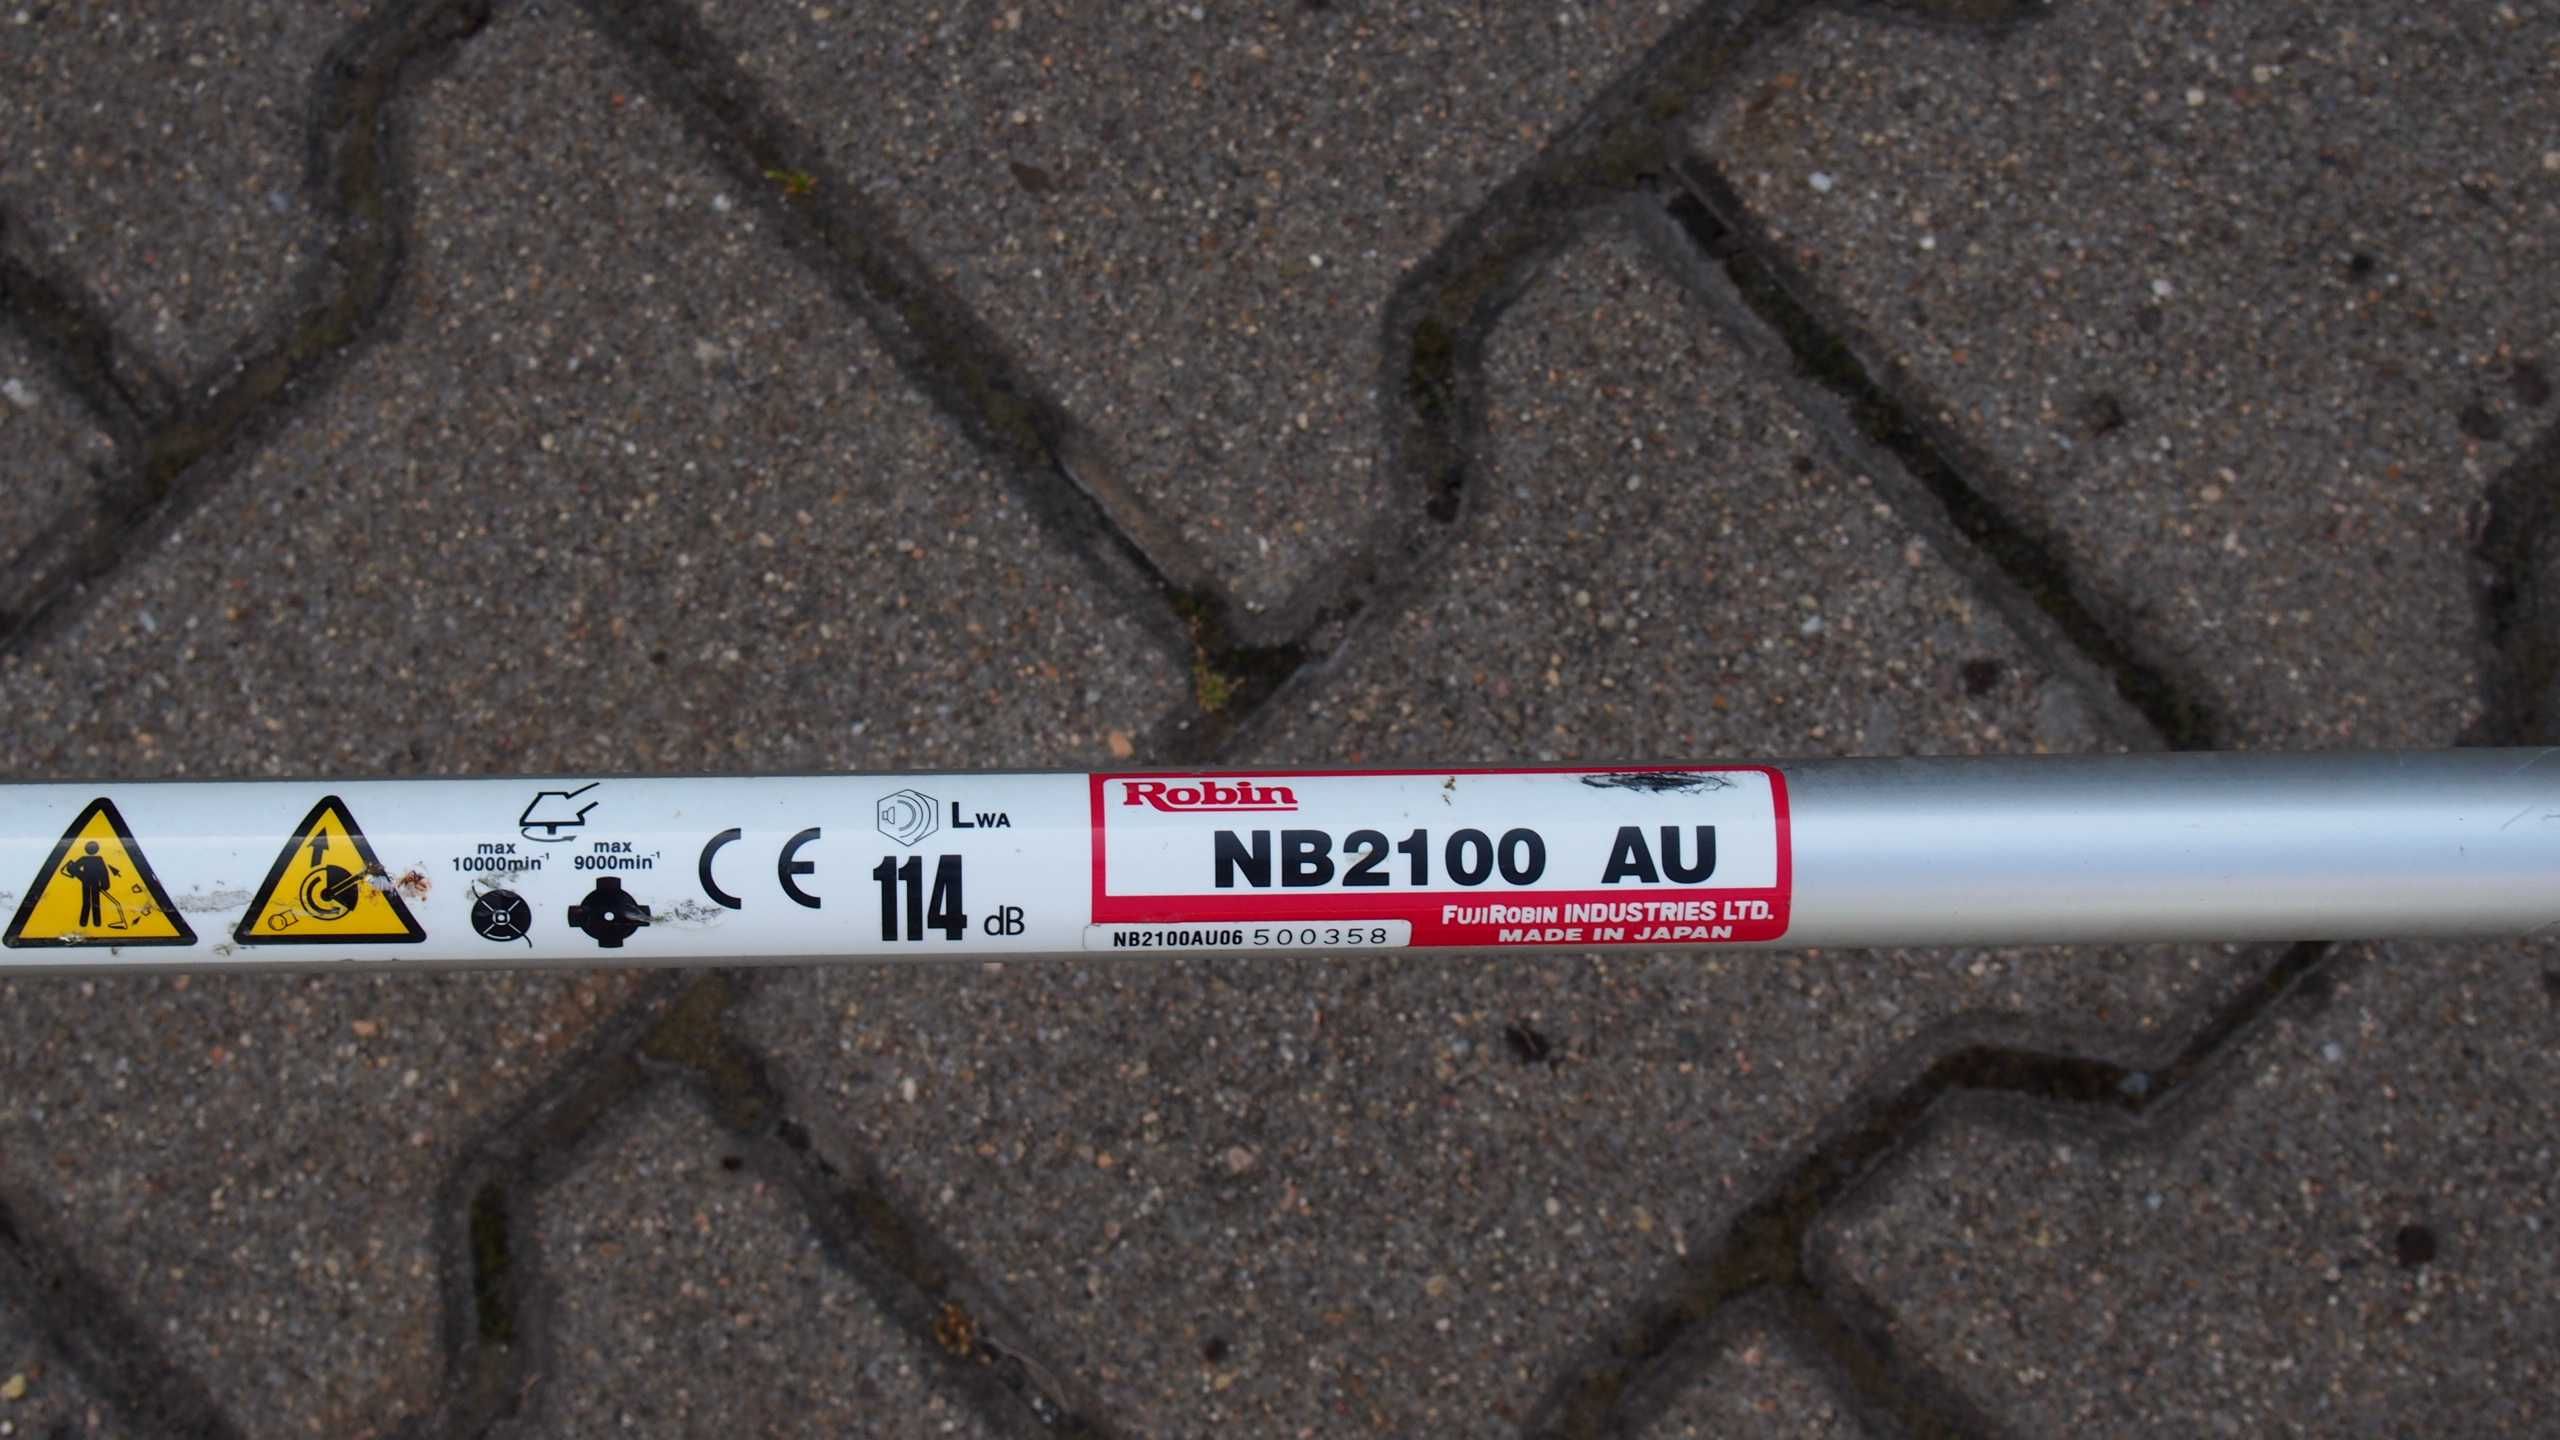 max
10000min⁻¹
max
9000min⁻¹
CE
LWA
114 dB
Robin
NB2100 AU
FUJIROBIN INDUSTRIES LTD.
MADE IN JAPAN
NB2100AU06 500358